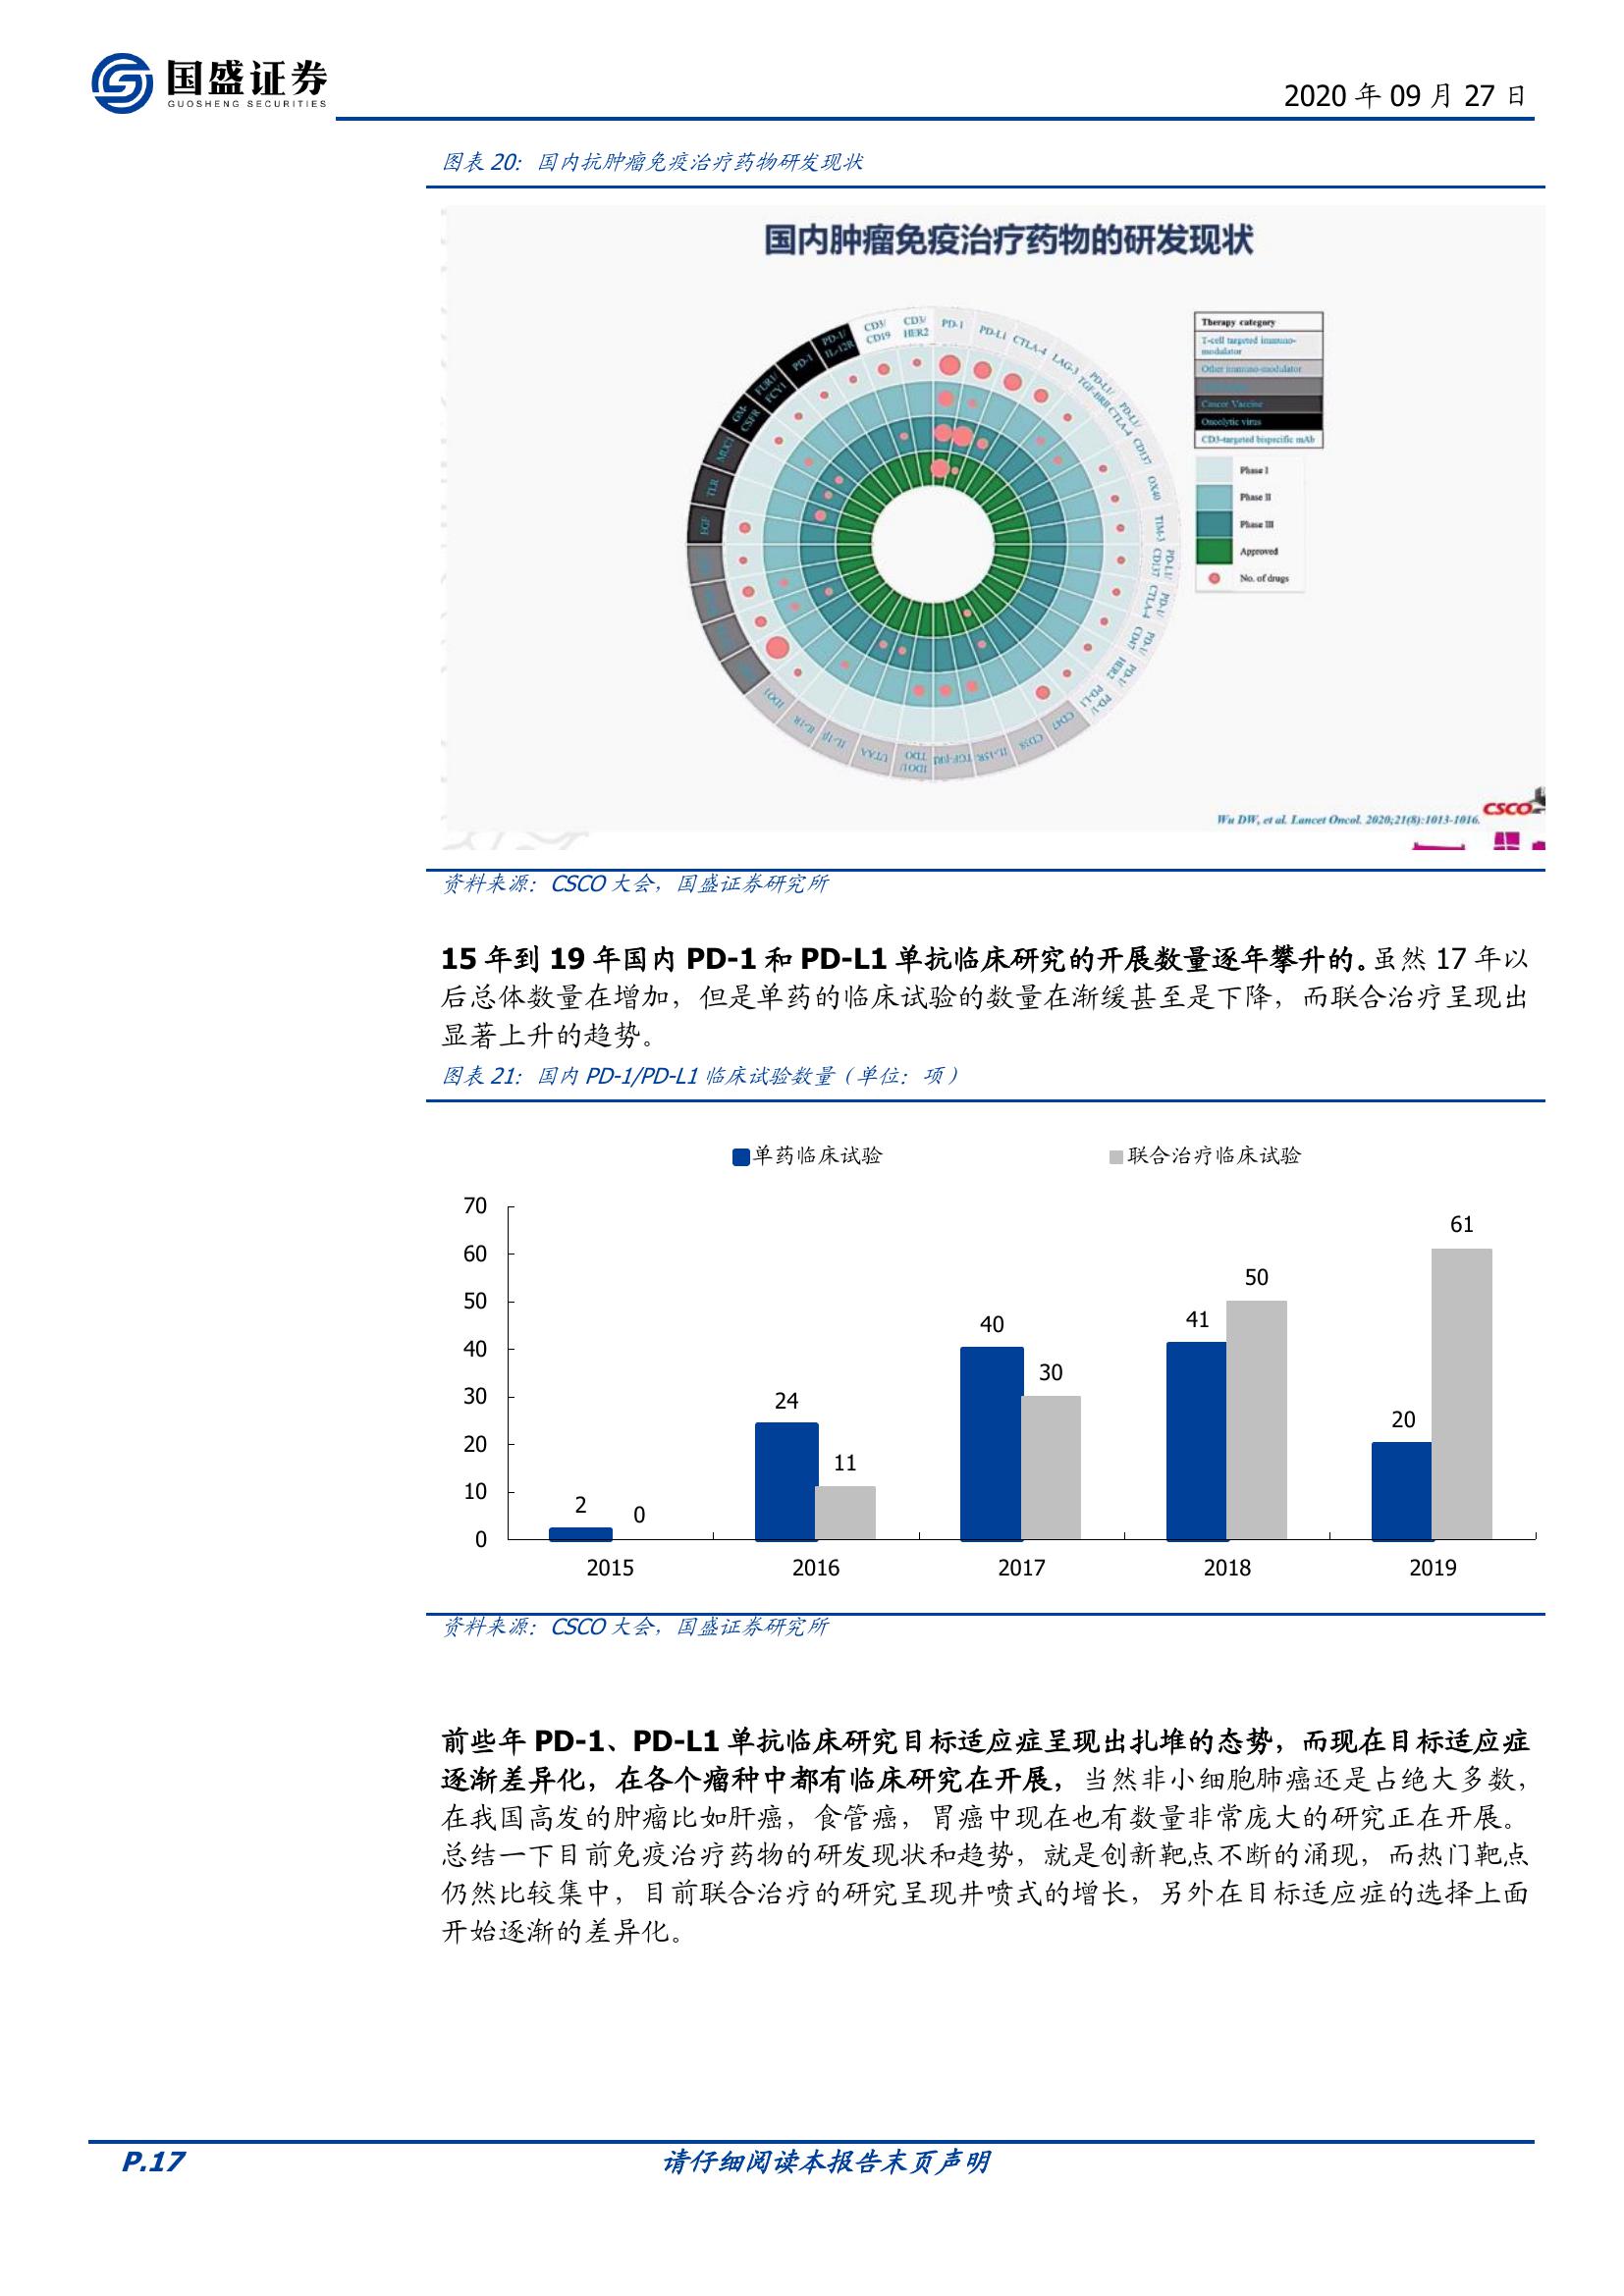 国盛证券
GUOSHENG SECURITIES
2020 年 09 月 27 日
图表 20：国内抗肿瘤免疫治疗药物研发现状
国内肿瘤免疫治疗药物的研发现状
CD3/
CD19
CD3/
HER2
PD-1
PD-L1
CTLA-4
LAG-3
PD-L1/
TGF-βRII
PD-L1/
CTLA-4
CD137
OX40
TIM-3
PD-L1/
CD137
PD-1/
CTLA-4
PD-1/
CD47
PD-1/
HER2
PD-1/
PD-L1
CD47
CD38
IL-15R
IDO1/
TDO
IL-1β
IL-1R
IDO1
EGF
TLR
MUC1
GM-
CSFR
FUR1/
FCY1
PD-1
PD-1/
IL-12R
Therapy category
T-cell targeted immuno-
modulator
Other immuno-modulator
Cancer Vaccine
Oncolytic virus
CD3-targeted bispecific mAb
Phase I
Phase II
Phase III
Approved
No. of drugs
CSCO
Wu DW, et al. Lancet Oncol. 2020;21(8):1013-1016.
资料来源：CSCO 大会，国盛证券研究所
15 年到 19 年国内 PD-1 和 PD-L1 单抗临床研究的开展数量逐年攀升的。虽然 17 年以
后总体数量在增加，但是单药的临床试验的数量在渐缓甚至是下降，而联合治疗呈现出
显著上升的趋势。
图表 21：国内 PD-1/PD-L1 临床试验数量（单位：项）
单药临床试验 联合治疗临床试验
70
60
50
40
30
20
10
0
2 0
24 11
40 30
41 50
20 61
2015 2016 2017 2018 2019
资料来源：CSCO 大会，国盛证券研究所
前些年 PD-1、PD-L1 单抗临床研究目标适应症呈现出扎堆的态势，而现在目标适应症
逐渐差异化，在各个瘤种中都有临床研究在开展，当然非小细胞肺癌还是占绝大多数，
在我国高发的肿瘤比如肝癌，食管癌，胃癌中现在也有数量非常庞大的研究正在开展。
总结一下目前免疫治疗药物的研发现状和趋势，就是创新靶点不断的涌现，而热门靶点
仍然比较集中，目前联合治疗的研究呈现井喷式的增长，另外在目标适应症的选择上面
开始逐渐的差异化。
P.17
请仔细阅读本报告末页声明